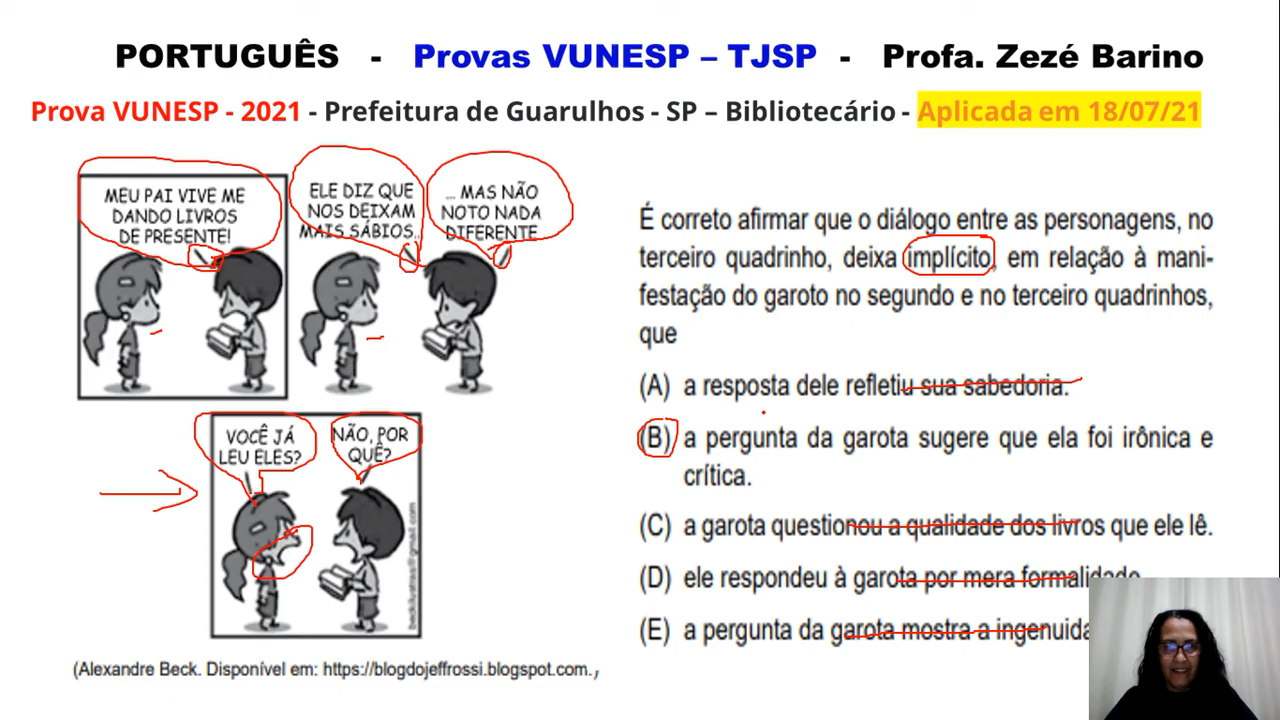 PORTUGUÊS - Provas VUNESP – TJSP - Profa. Zezé Barino
Prova VUNESP - 2021 - Prefeitura de Guarulhos - SP – Bibliotecário - Aplicada em 18/07/21
MEU PAI VIVE ME
DANDO LIVROS
DE PRESENTE!
ELE DIZ QUE
NOS DEIXAM
MAIS SÁBIOS...
... MAS NÃO
NOTO NADA
DIFERENTE
VOCÊ JÁ
LEU ELES?
NÃO, POR
QUÊ?
beckilustras@gmail.com
(Alexandre Beck. Disponível em: https://blogdojeffrossi.blogspot.com.,
É correto afirmar que o diálogo entre as personagens, no
terceiro quadrinho, deixa implícito, em relação à mani-
festação do garoto no segundo e no terceiro quadrinhos,
que
(A) a resposta dele refletiu sua sabedoria.
(B) a pergunta da garota sugere que ela foi irônica e
crítica.
(C) a garota questionou a qualidade dos livros que ele lê.
(D) ele respondeu à garota por mera formalidade
(E) a pergunta da garota mostra a ingenuida